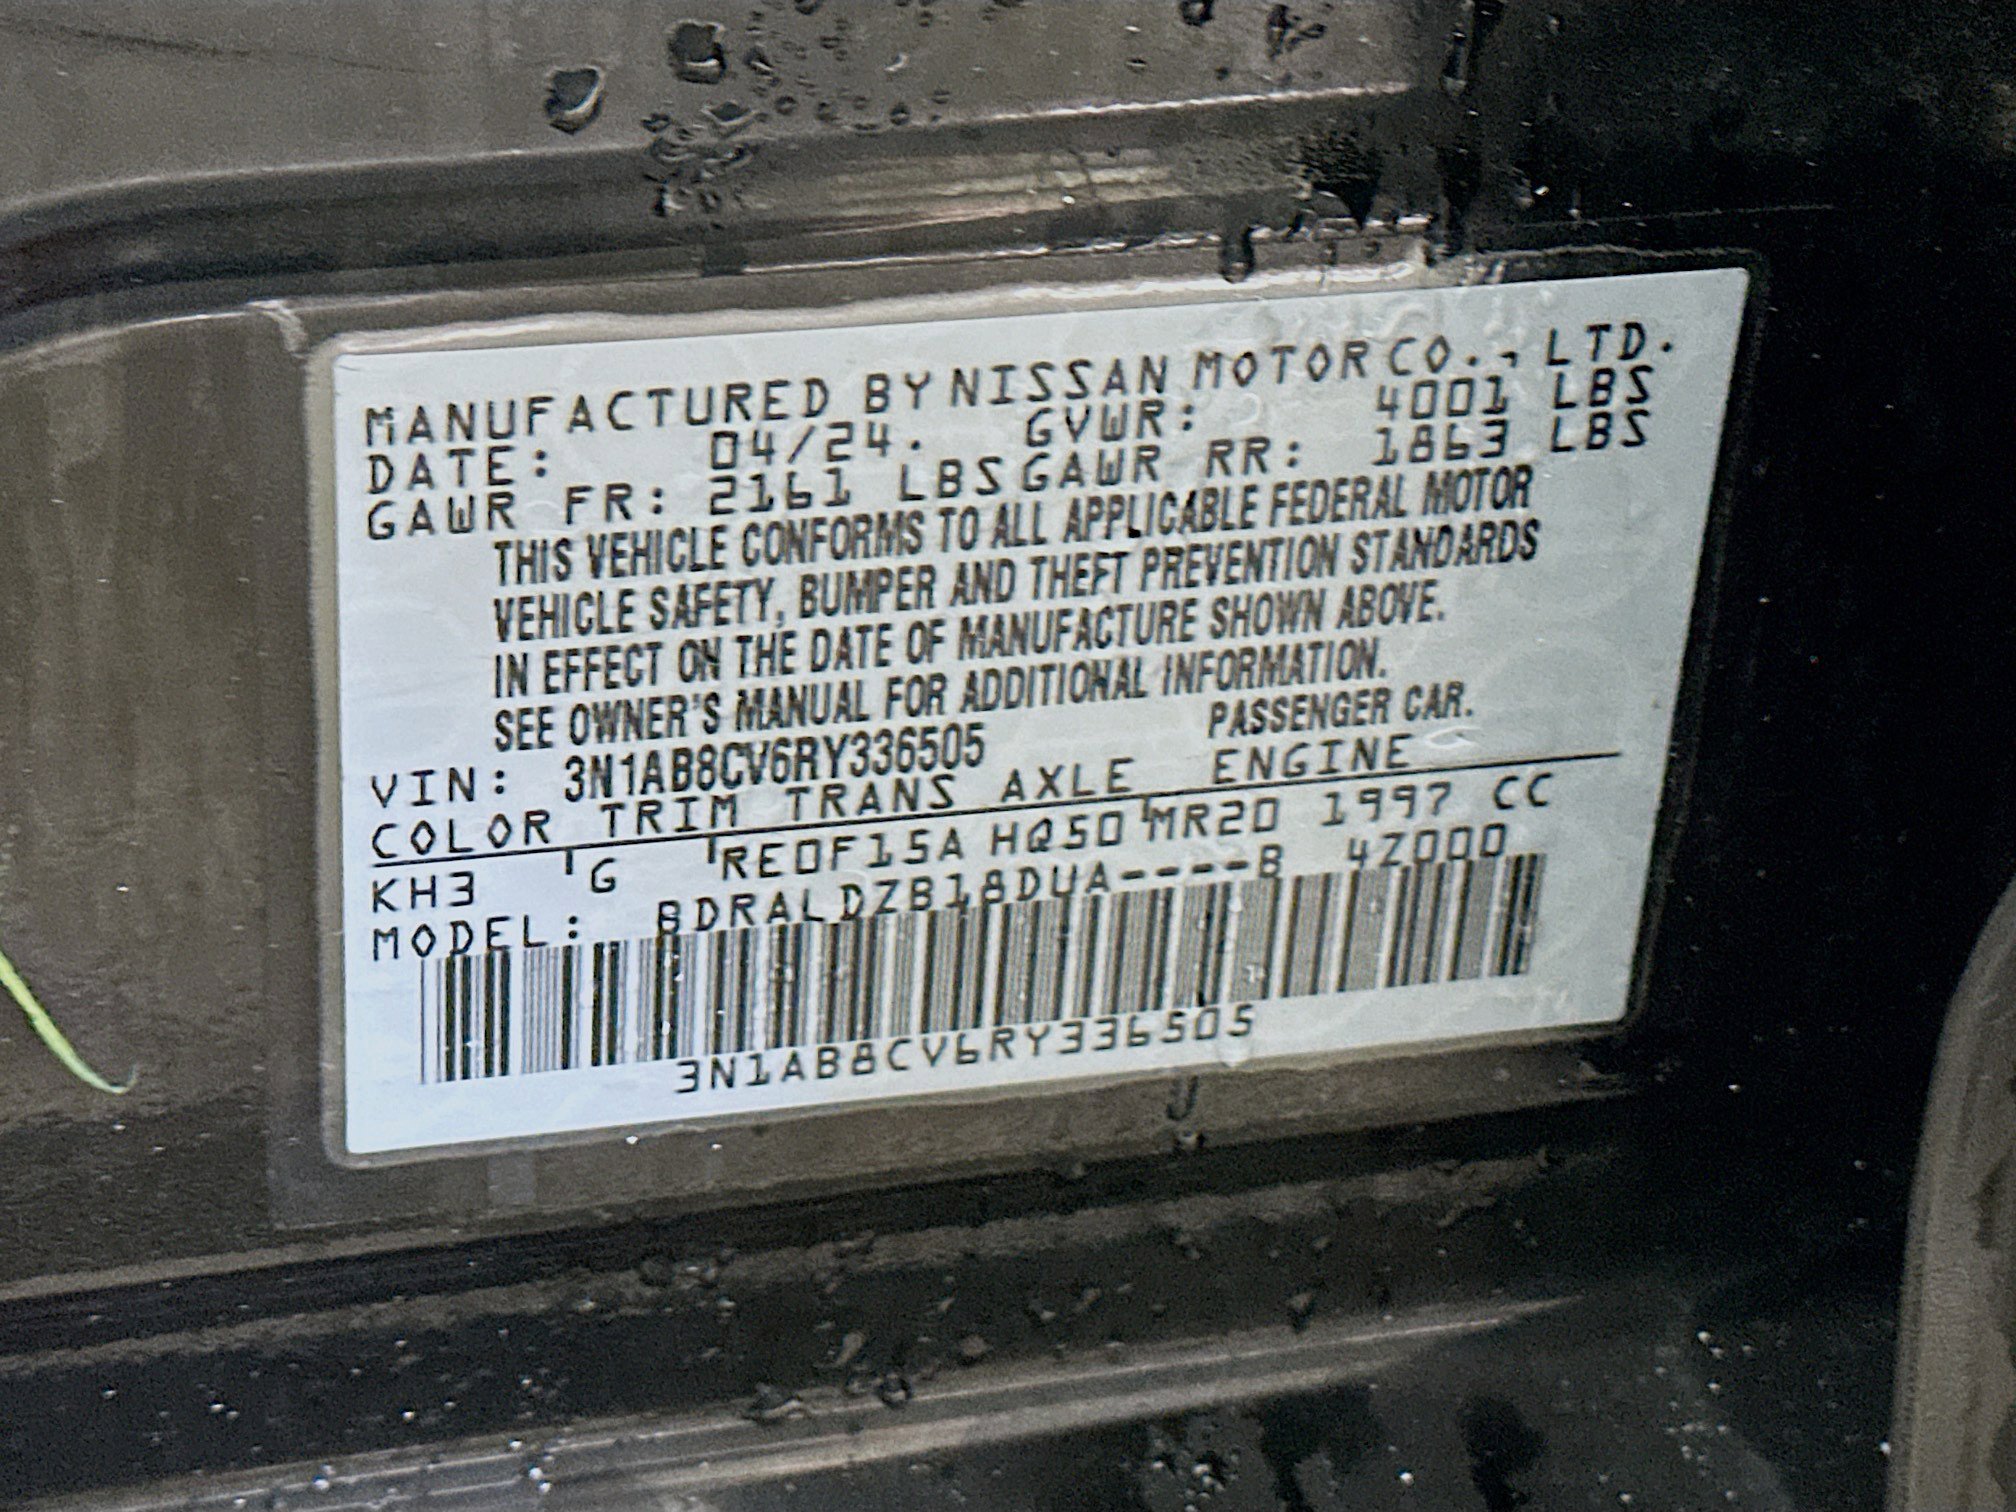 MANUFACTURED BY NISSAN MOTOR CO., LTD.
DATE: 04/24. GVWR: 4001 LBS
GAWR FR: 2161 LBS GAWR RR: 1863 LBS
THIS VEHICLE CONFORMS TO ALL APPLICABLE FEDERAL MOTOR
VEHICLE SAFETY, BUMPER AND THEFT PREVENTION STANDARDS
IN EFFECT ON THE DATE OF MANUFACTURE SHOWN ABOVE.
SEE OWNER'S MANUAL FOR ADDITIONAL INFORMATION.
VIN: 3N1AB8CV6RY336505 PASSENGER CAR.
COLOR TRIM TRANS AXLE ENGINE
KH3 G RE0F15A HQ50 MR20 1997 CC
MODEL: BDRALDZB18DUA----B 4Z000
3N1AB8CV6RY336505